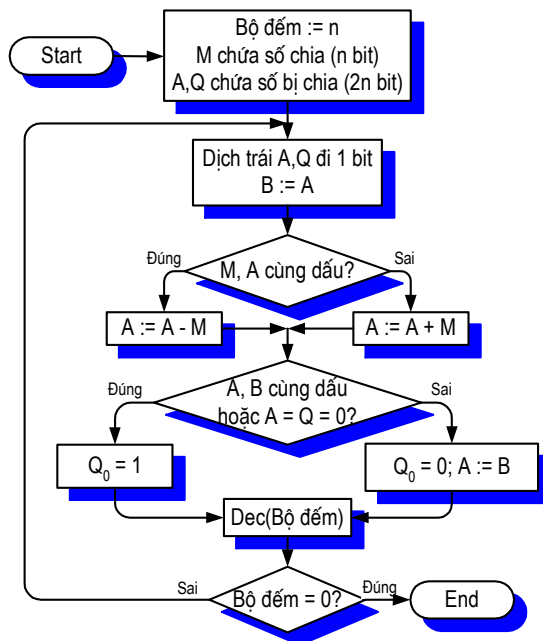 Start
Bộ đếm := n
M chứa số chia (n bit)
A,Q chứa số bị chia (2n bit)
Dịch trái A,Q đi 1 bit
B := A
Đúng
M, A cùng dấu?
Sai
A := A - M
A := A + M
Đúng
A, B cùng dấu
hoặc A = Q = 0?
Sai
Q₀ = 1
Q₀ = 0; A := B
Dec(Bộ đếm)
Sai
Bộ đếm = 0?
Đúng
End